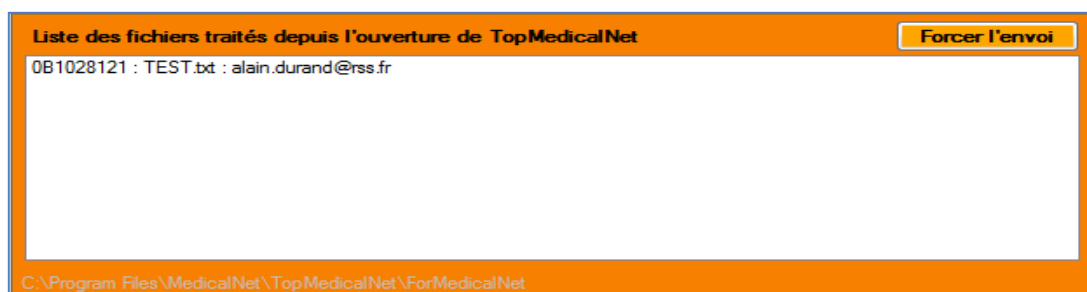 Liste des fichiers traités depuis l'ouverture de TopMedicalNet
Forcer l'envoi
0B1028121 : TEST.txt : alain.durand@rss.fr
C:\Program Files\MedicalNet\TopMedicalNet\ForMedicalNet